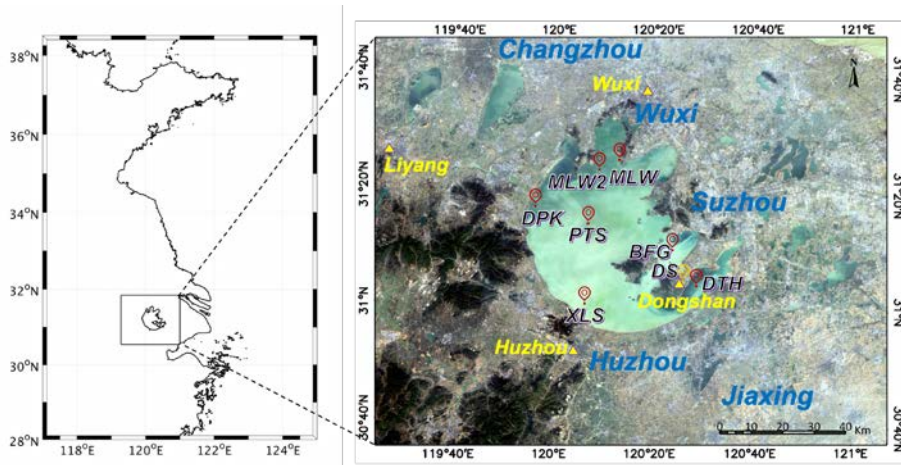 38°N
36°N
34°N
32°N
30°N
28°N
118°E 120°E 122°E 124°E
119°40'E 120°E 120°20'E 120°40'E 121°E
31°40'N
31°20'N
31°N
30°40'N
31°40'N
31°20'N
31°N
30°40'N
119°40'E 120°E 120°20'E 120°40'E 121°E
N
Changzhou
Wuxi
Wuxi
Liyang
MLW2 MLW
Suzhou
DPK
PTS
BFG
DS
DTH
Dongshan
XLS
Huzhou
Huzhou
Jiaxing
0 5 10 20 30 40
Km